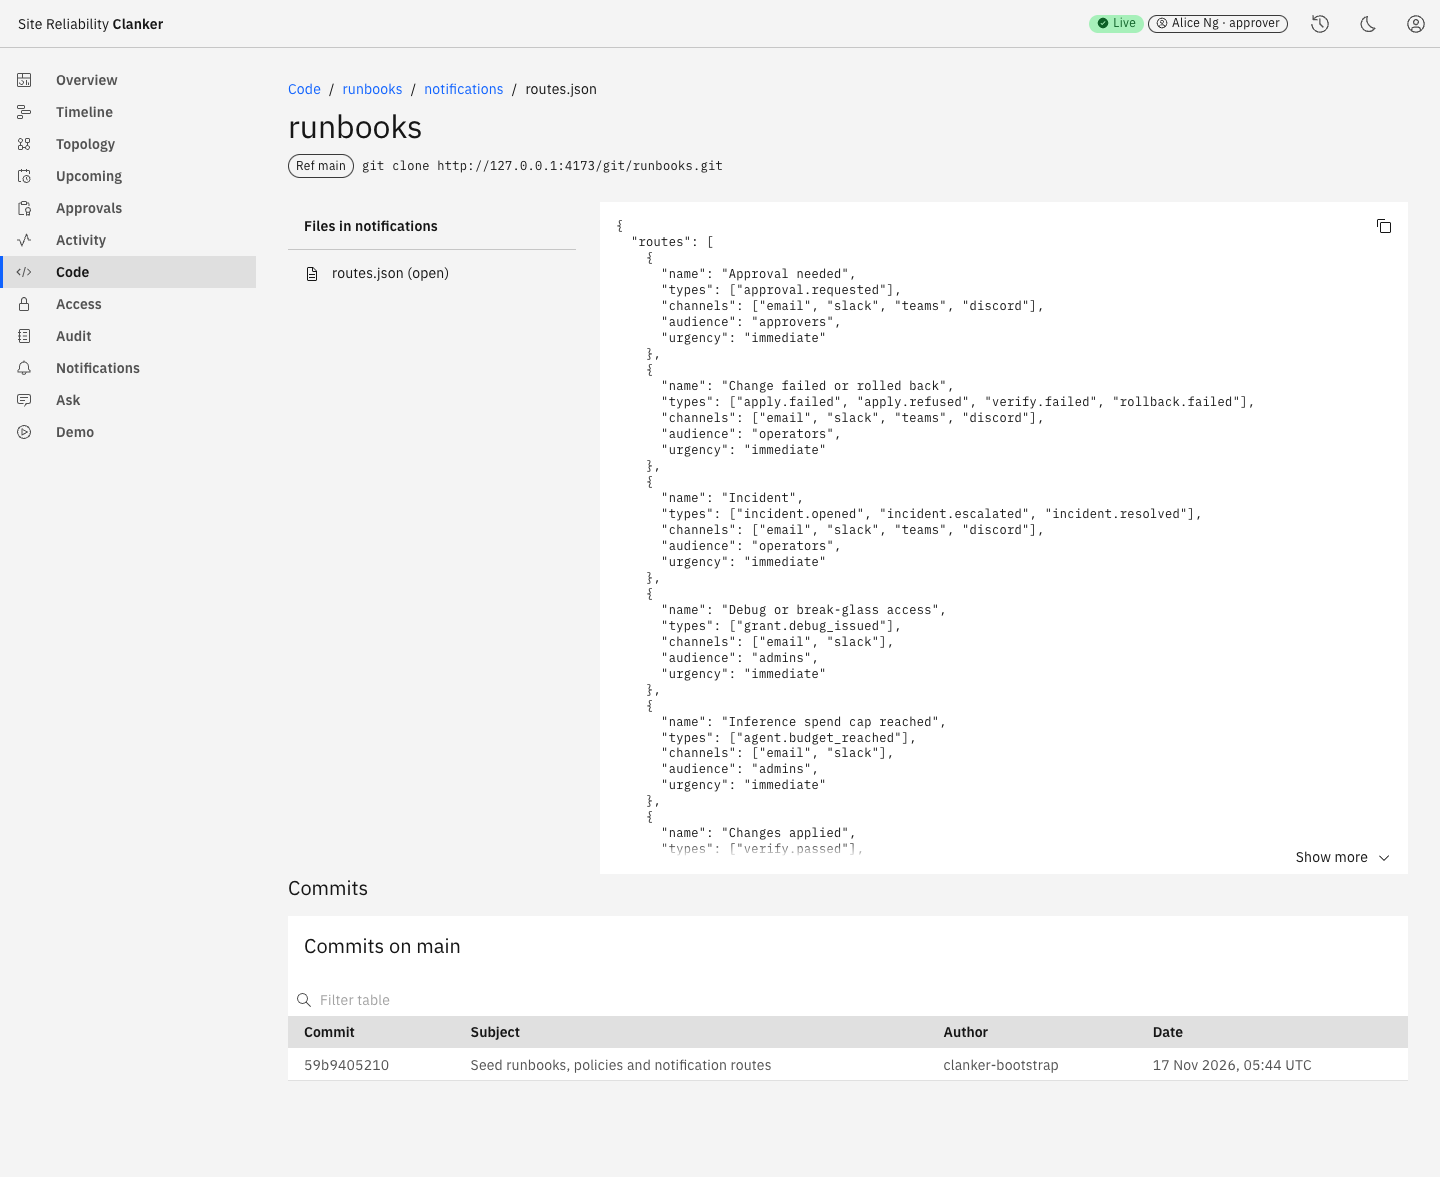 Site Reliability Clanker
Live
Alice Ng · approver
Overview
Timeline
Topology
Upcoming
Approvals
Activity
Code
Access
Audit
Notifications
Ask
Demo
Code / runbooks / notifications / routes.json
runbooks
Ref main git clone http://127.0.0.1:4173/git/runbooks.git
Files in notifications
routes.json (open)
{
  "routes": [
    {
      "name": "Approval needed",
      "types": ["approval.requested"],
      "channels": ["email", "slack", "teams", "discord"],
      "audience": "approvers",
      "urgency": "immediate"
    },
    {
      "name": "Change failed or rolled back",
      "types": ["apply.failed", "apply.refused", "verify.failed", "rollback.failed"],
      "channels": ["email", "slack", "teams", "discord"],
      "audience": "operators",
      "urgency": "immediate"
    },
    {
      "name": "Incident",
      "types": ["incident.opened", "incident.escalated", "incident.resolved"],
      "channels": ["email", "slack", "teams", "discord"],
      "audience": "operators",
      "urgency": "immediate"
    },
    {
      "name": "Debug or break-glass access",
      "types": ["grant.debug_issued"],
      "channels": ["email", "slack"],
      "audience": "admins",
      "urgency": "immediate"
    },
    {
      "name": "Inference spend cap reached",
      "types": ["agent.budget_reached"],
      "channels": ["email", "slack"],
      "audience": "admins",
      "urgency": "immediate"
    },
    {
      "name": "Changes applied",
      "types": ["verify.passed"],
Show more
Commits
Commits on main
Filter table
Commit Subject Author Date
59b9405210 Seed runbooks, policies and notification routes clanker-bootstrap 17 Nov 2026, 05:44 UTC